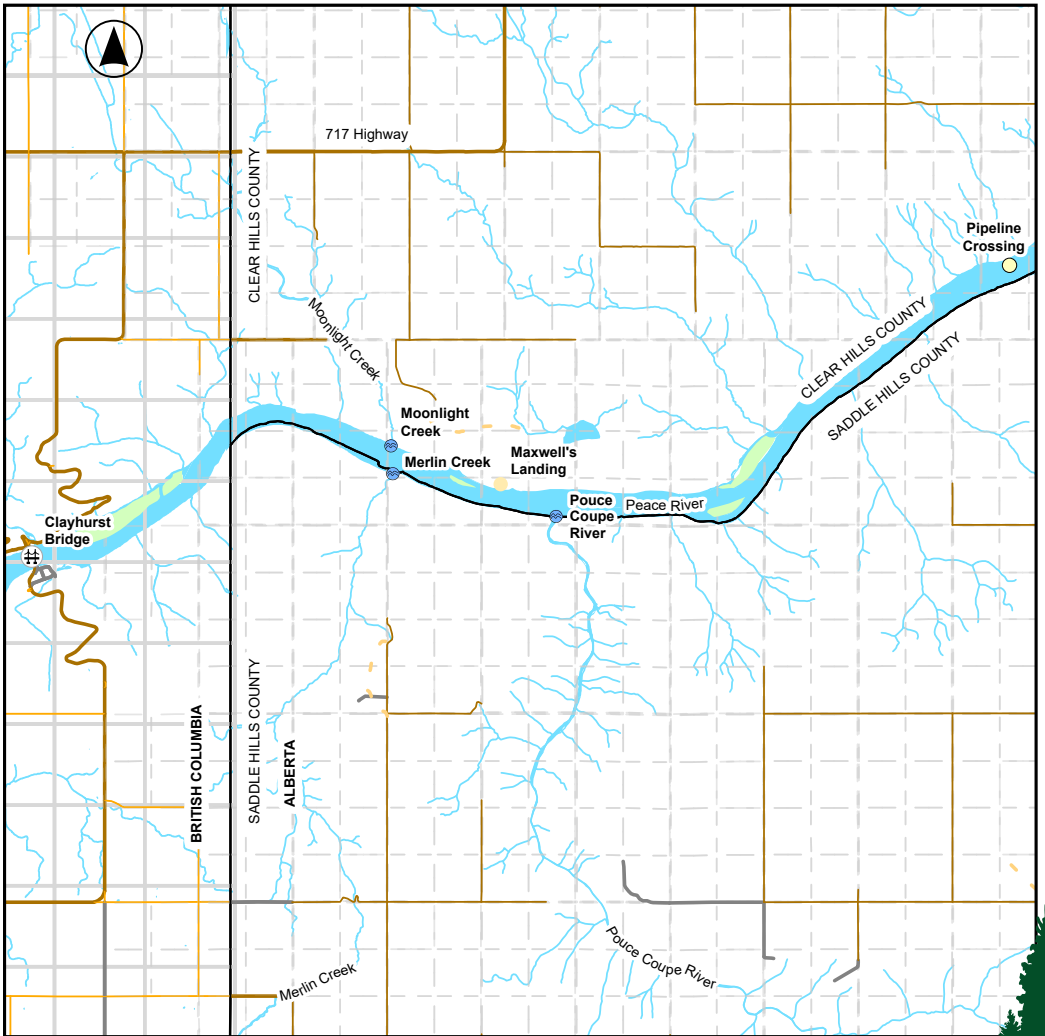 717 Highway
CLEAR HILLS COUNTY
Pipeline
Crossing
Moonlight Creek
CLEAR HILLS COUNTY
SADDLE HILLS COUNTY
Moonlight
Creek
Merlin Creek
Maxwell's
Landing
Pouce
Coupe
River
Peace River
Clayhurst
Bridge
BRITISH COLUMBIA
SADDLE HILLS COUNTY
ALBERTA
Pouce Coupe River
Merlin Creek